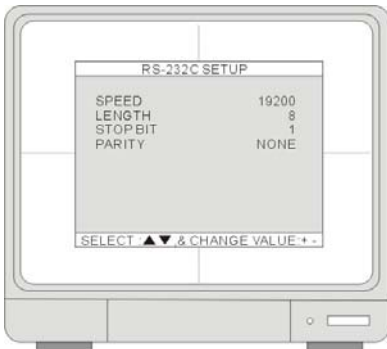 RS-232C SETUP
SPEED 19200
LENGTH 8
STOP BIT 1
PARITY NONE
SELECT :▲▼,& CHANGE VALUE:+ -